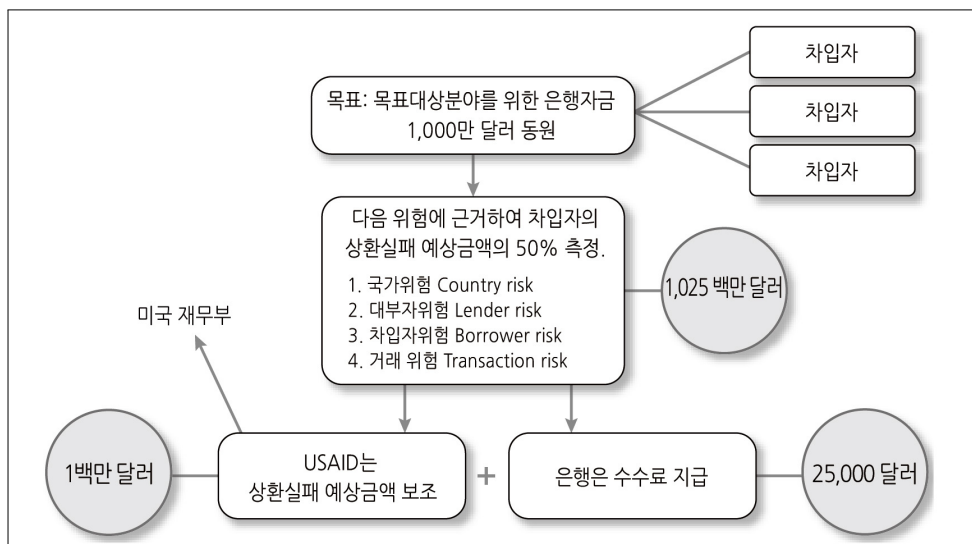 차입자
목표: 목표대상분야를 위한 은행자금
1,000만 달러 동원
차입자
차입자
다음 위험에 근거하여 차입자의
상환실패 예상금액의 50% 측정.
1. 국가위험 Country risk
2. 대부자위험 Lender risk
3. 차입자위험 Borrower risk
4. 거래 위험 Transaction risk
1,025 백만 달러
미국 재무부
1백만 달러
USAID는
상환실패 예상금액 보조
+
은행은 수수료 지급
25,000 달러